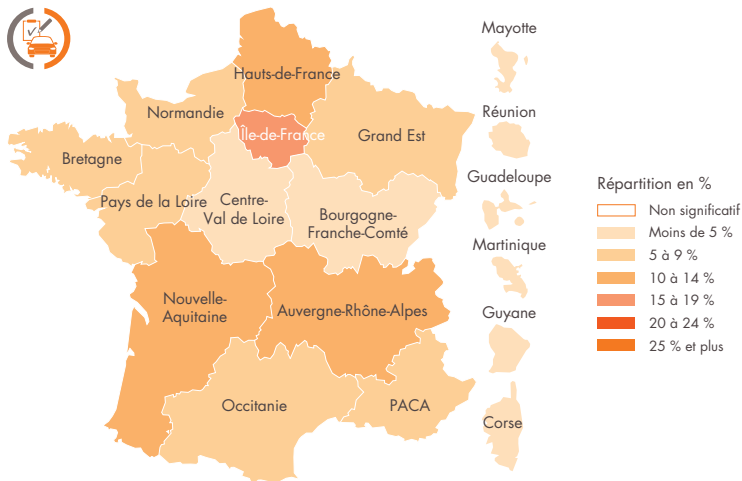 Mayotte
Hauts-de-France
Normandie
Réunion
Île-de-France
Grand Est
Bretagne
Guadeloupe
Pays de la Loire
Centre-
Val de Loire
Bourgogne-
Franche-Comté
Martinique
Nouvelle-
Aquitaine
Auvergne-Rhône-Alpes
Guyane
Occitanie
PACA
Corse
Répartition en %
Non significatif
Moins de 5 %
5 à 9 %
10 à 14 %
15 à 19 %
20 à 24 %
25 % et plus